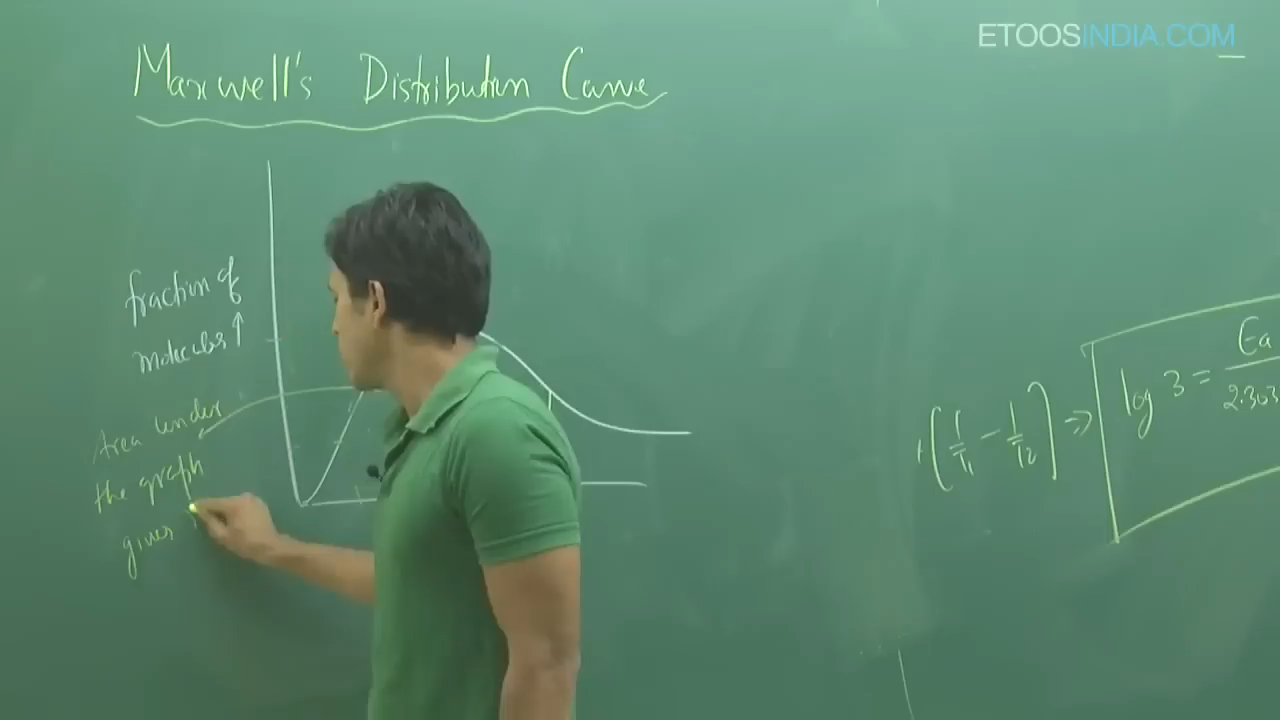 ETOOSINDIA.COM
Maxwell's Distribution Curve
fraction of
molecules ↑
Area under
the graph
gives
(1/T1 - 1/T2) ⇒ log 3 = Ea / 2.303